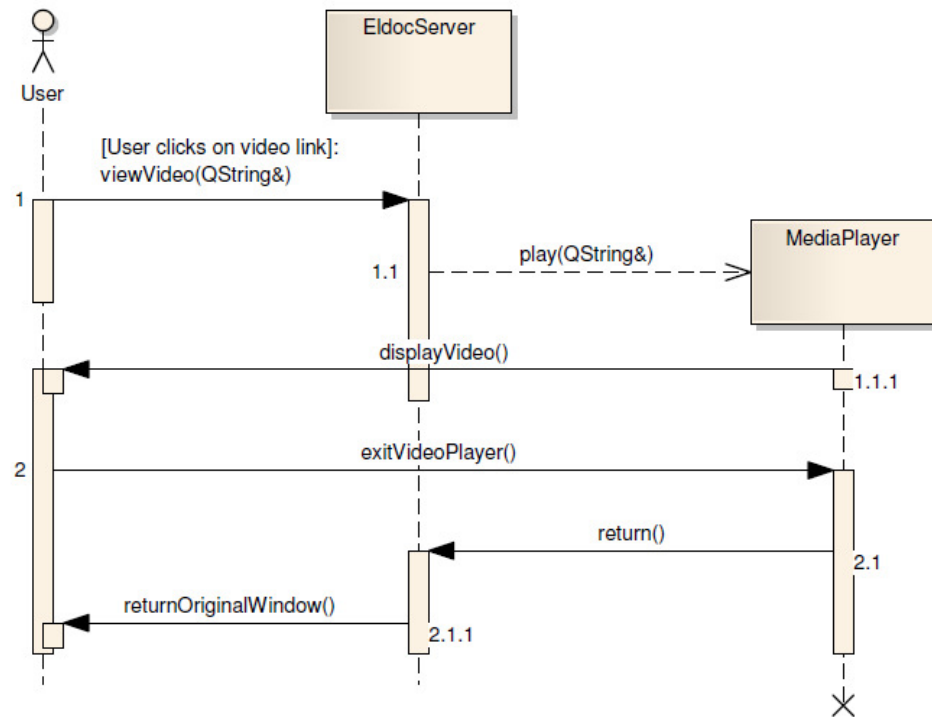 EldocServer
User
[User clicks on video link]:
viewVideo(QString&)
1
MediaPlayer
play(QString&)
1.1
displayVideo()
1.1.1
exitVideoPlayer()
2
return()
2.1
returnOriginalWindow()
2.1.1